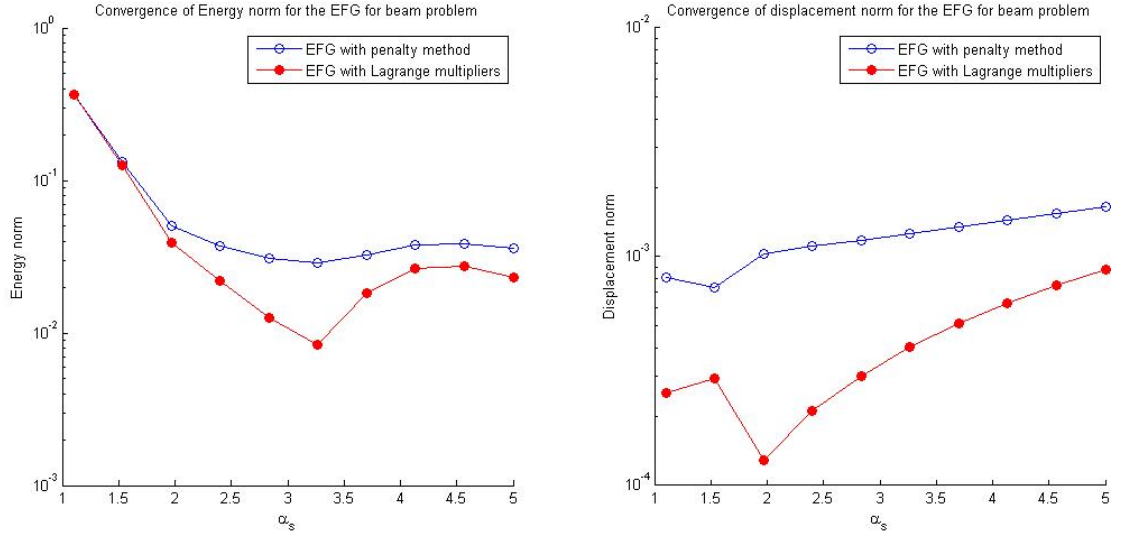 Convergence of Energy norm for the EFG for beam problem
10^0
10^-1
10^-2
10^-3
Energy norm
EFG with penalty method
EFG with Lagrange multipliers
1 1.5 2 2.5 3 3.5 4 4.5 5
α_s
Convergence of displacement norm for the EFG for beam problem
10^-2
10^-3
10^-4
Displacement norm
EFG with penalty method
EFG with Lagrange multipliers
1 1.5 2 2.5 3 3.5 4 4.5 5
α_s